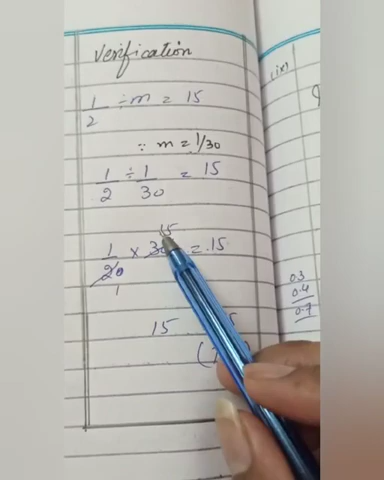 Verification
1/2 ÷ m = 15
∵ m = 1/30
1/2 ÷ 1/30 = 15
15
1/20 × 30 = 15
1
15
(iv)
0.3
0.4
0.7